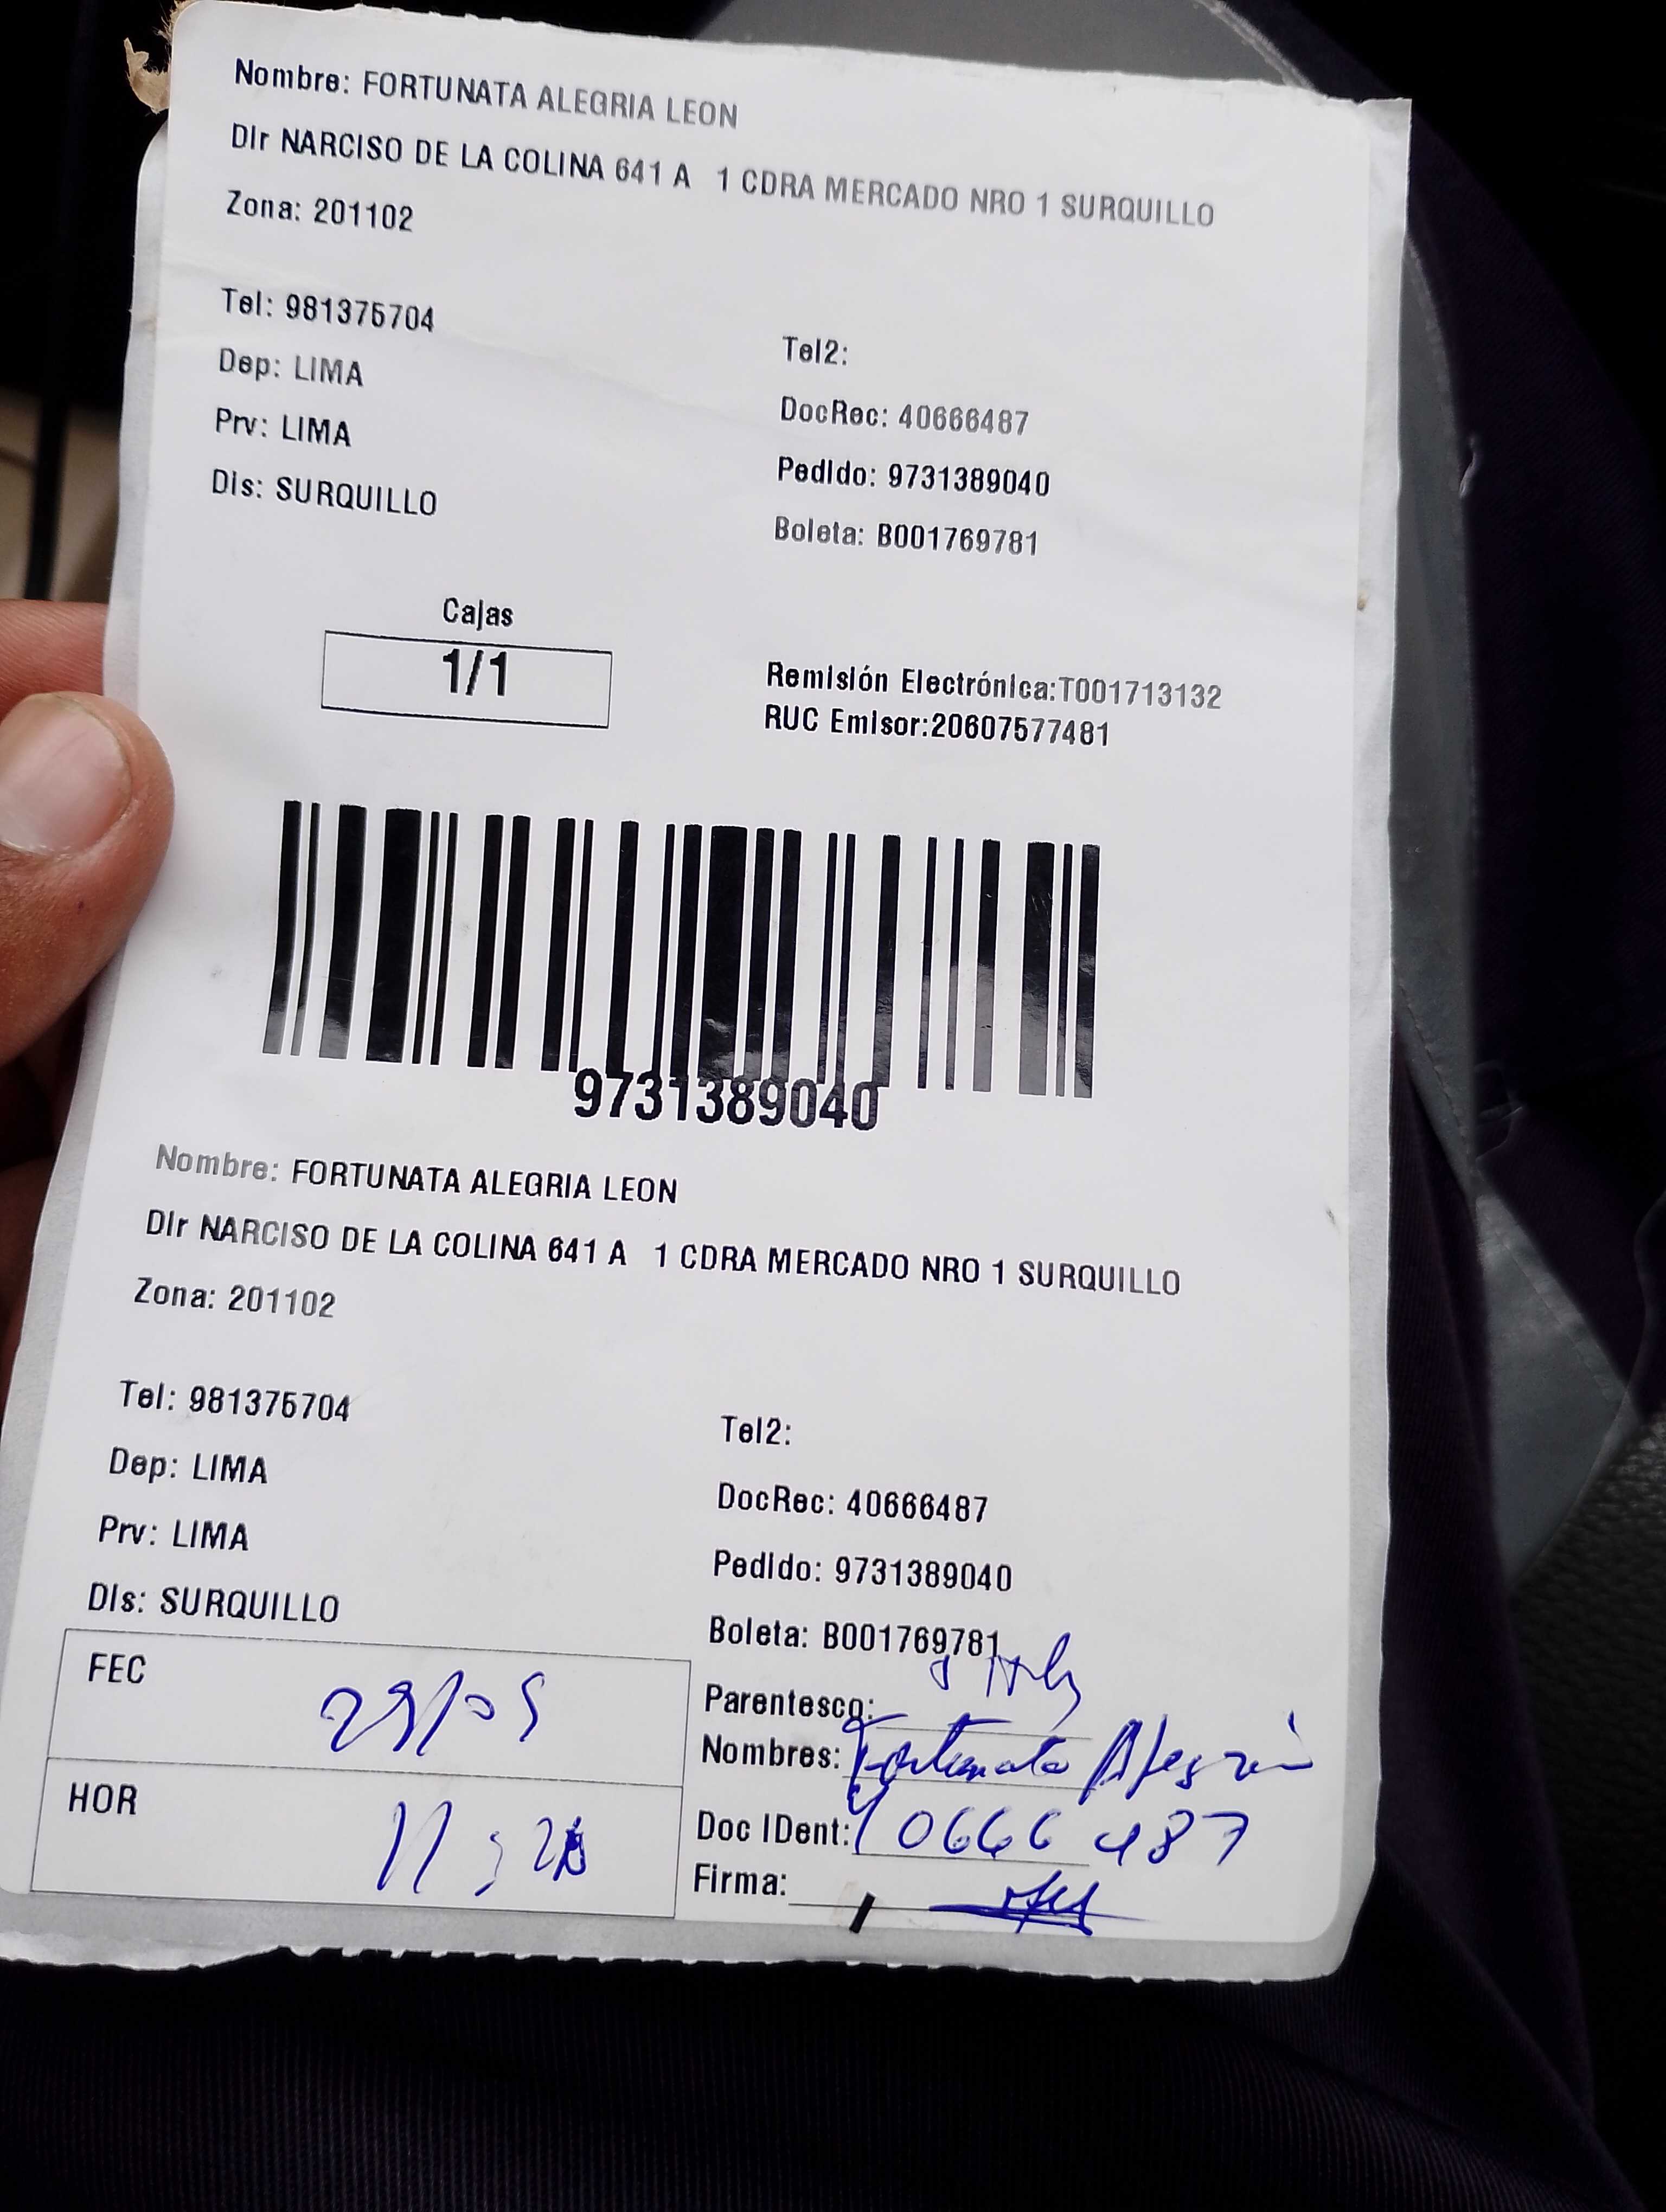 Nombre: FORTUNATA ALEGRIA LEON
Dir NARCISO DE LA COLINA 641 A 1 CDRA MERCADO NRO 1 SURQUILLO
Zona: 201102
Tel: 981375704
Tel2:
Dep: LIMA
DocRec: 40666487
Prv: LIMA
Pedido: 9731389040
Dis: SURQUILLO
Boleta: B001769781
Cajas
1/1
Remisión Electrónica:T001713132
RUC Emisor:20607577481
9731389040
Nombre: FORTUNATA ALEGRIA LEON
Dir NARCISO DE LA COLINA 641 A 1 CDRA MERCADO NRO 1 SURQUILLO
Zona: 201102
Tel: 981375704
Tel2:
Dep: LIMA
DocRec: 40666487
Prv: LIMA
Pedido: 9731389040
Dis: SURQUILLO
Boleta: B001769781
FEC
Parentesco:
Nombres: Fortunata Alegria
HOR
Doc IDent: 40666487
Firma: